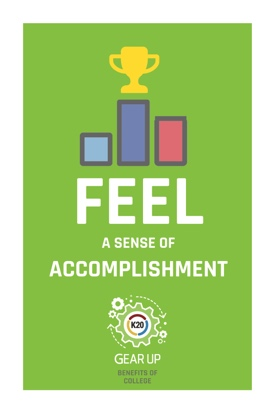 FEEL
A SENSE OF
ACCOMPLISHMENT
K20
GEAR UP
BENEFITS OF
COLLEGE